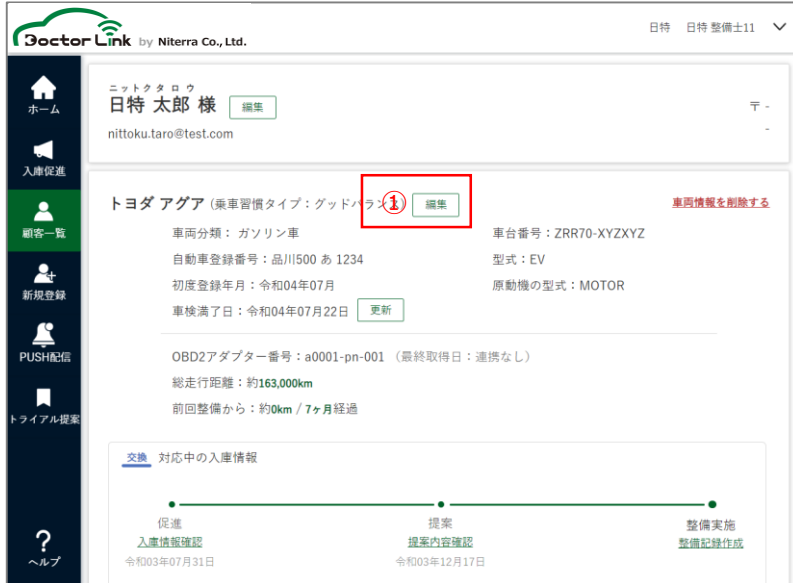 Doctor Link by Niterra Co., Ltd.
日特 日特 整備士11
ホーム
入庫促進
顧客一覧
新規登録
PUSH配信
トライアル提案
?
ヘルプ
ニットクタロウ
日特 太郎 様 編集
〒 -
nittoku.taro@test.com
-
トヨダ アグア (乗車習慣タイプ：グッドバランス) ① 編集
車両情報を削除する
車両分類： ガソリン車
車台番号：ZRR70-XYZXYZ
自動車登録番号：品川500 あ 1234
型式：EV
初度登録年月：令和04年07月
原動機の型式：MOTOR
車検満了日：令和04年07月22日 更新
OBD2アダプター番号：a0001-pn-001 （最終取得日：連携なし）
総走行距離：約163,000km
前回整備から：約0km / 7ヶ月経過
交換 対応中の入庫情報
促進
入庫情報確認
令和03年07月31日
提案
提案内容確認
令和03年12月17日
整備実施
整備記録作成